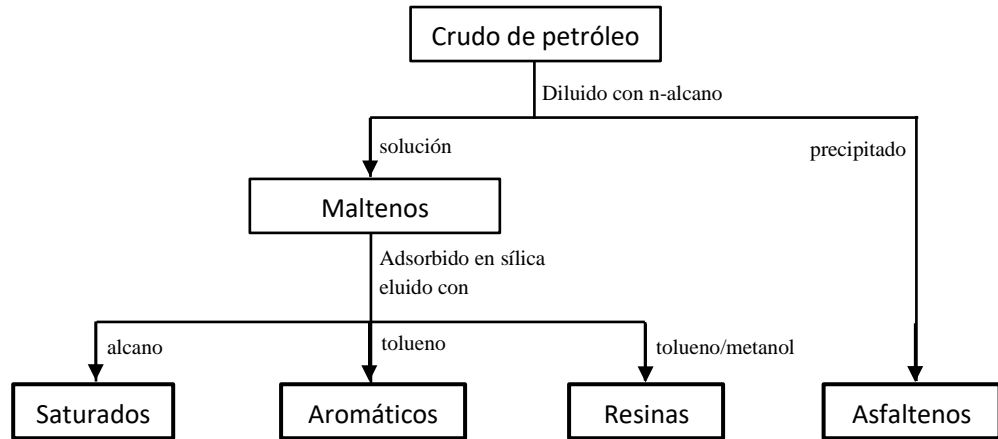 Crudo de petróleo
Diluido con n-alcano
solución
precipitado
Maltenos
Adsorbido en sílica
eluido con
alcano
tolueno
tolueno/metanol
Saturados
Aromáticos
Resinas
Asfaltenos